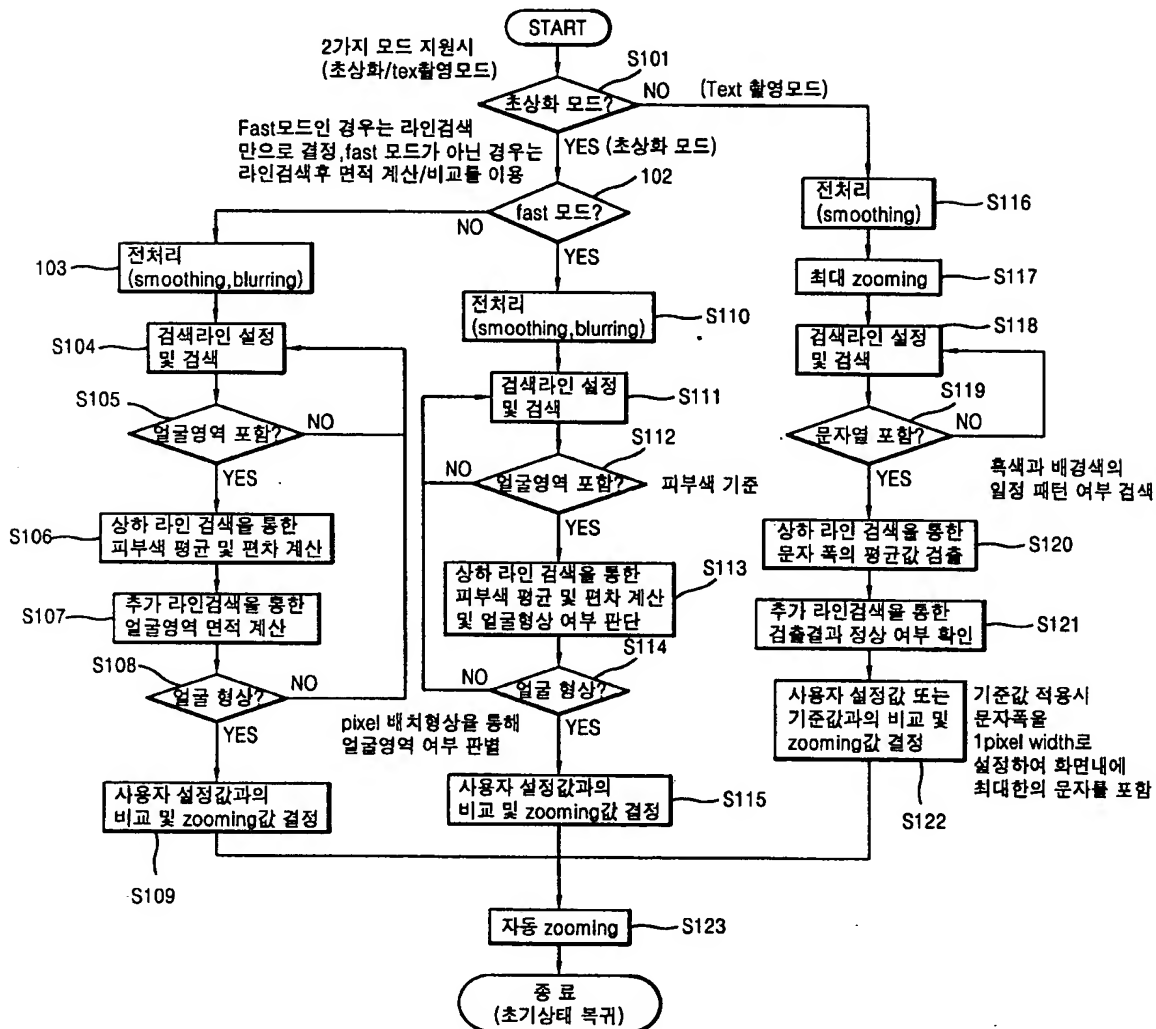 START
2가지 모드 지원시
(초상화/tex촬영모드)
S101
초상화 모드?
NO
(Text 촬영모드)
Fast모드인 경우는 라인검색
만으로 결정,fast 모드가 아닌 경우는
라인검색후 면적 계산/비교를 이용
YES (초상화 모드)
102
fast 모드?
NO
YES
103
전처리
(smoothing,blurring)
S104
검색라인 설정
및 검색
S105
얼굴영역 포함?
NO
YES
S106
상하 라인 검색을 통한
피부색 평균 및 편차 계산
S107
추가 라인검색을 통한
얼굴영역 면적 계산
S108
얼굴 형상?
NO
YES
사용자 설정값과의
비교 및 zooming값 결정
S109
전처리
(smoothing,blurring)
S110
검색라인 설정
및 검색
S111
S112
얼굴영역 포함?
NO
피부색 기준
YES
상하 라인 검색을 통한
피부색 평균 및 편차 계산
및 얼굴형상 여부 판단
S113
S114
얼굴 형상?
NO
YES
pixel 배치형상을 통해
얼굴영역 여부 판별
사용자 설정값과의
비교 및 zooming값 결정
S115
전처리
(smoothing)
S116
최대 zooming
S117
S118
검색라인 설정
및 검색
S119
문자열 포함?
NO
YES
흑색과 배경색의
일정 패턴 여부 검색
상하 라인 검색을 통한
문자 폭의 평균값 검출
S120
추가 라인검색을 통한
검출결과 정상 여부 확인
S121
사용자 설정값 또는
기준값과의 비교 및
zooming값 결정
기준값 적용시
문자폭을
1pixel width로
설정하여 화면내에
최대한의 문자를 포함
S122
자동 zooming
S123
종 료
(초기상태 복귀)